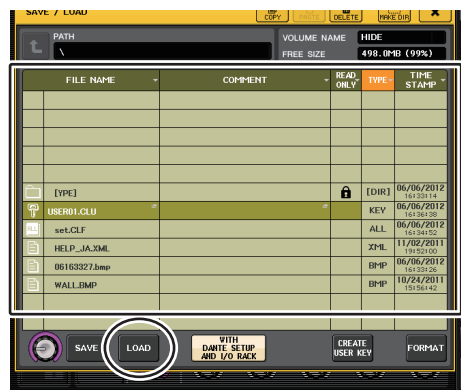 SAVE / LOAD
COPY PASTE DELETE MAKE DIR X
PATH
\
VOLUME NAME HIDE
FREE SIZE 498.0MB (99%)
FILE NAME COMMENT READ ONLY TYPE TIME STAMP
[YPE] [DIR] 06/06/2012 16:33:14
USER01.CLU KEY 06/06/2012 16:36:38
ALL set.CLF ALL 06/06/2012 16:34:52
HELP_JA.XML XML 11/02/2011 19:52:00
06163327.bmp BMP 06/06/2012 16:33:26
WALL.BMP BMP 10/24/2011 15:56:42
SAVE LOAD WITH DANTE SETUP AND I/O RACK CREATE USER KEY FORMAT